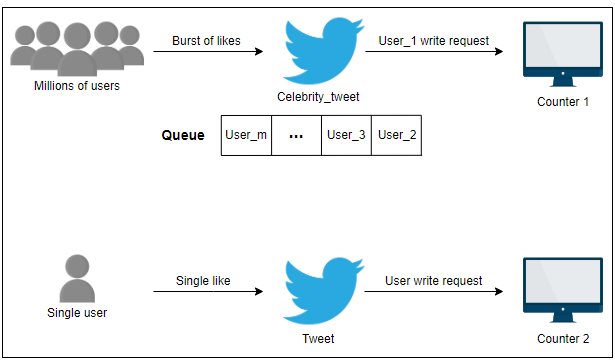 Burst of likes
User_1 write request
Millions of users
Celebrity_tweet
Counter 1
Queue
User_m
...
User_3
User_2
Single like
User write request
Single user
Tweet
Counter 2